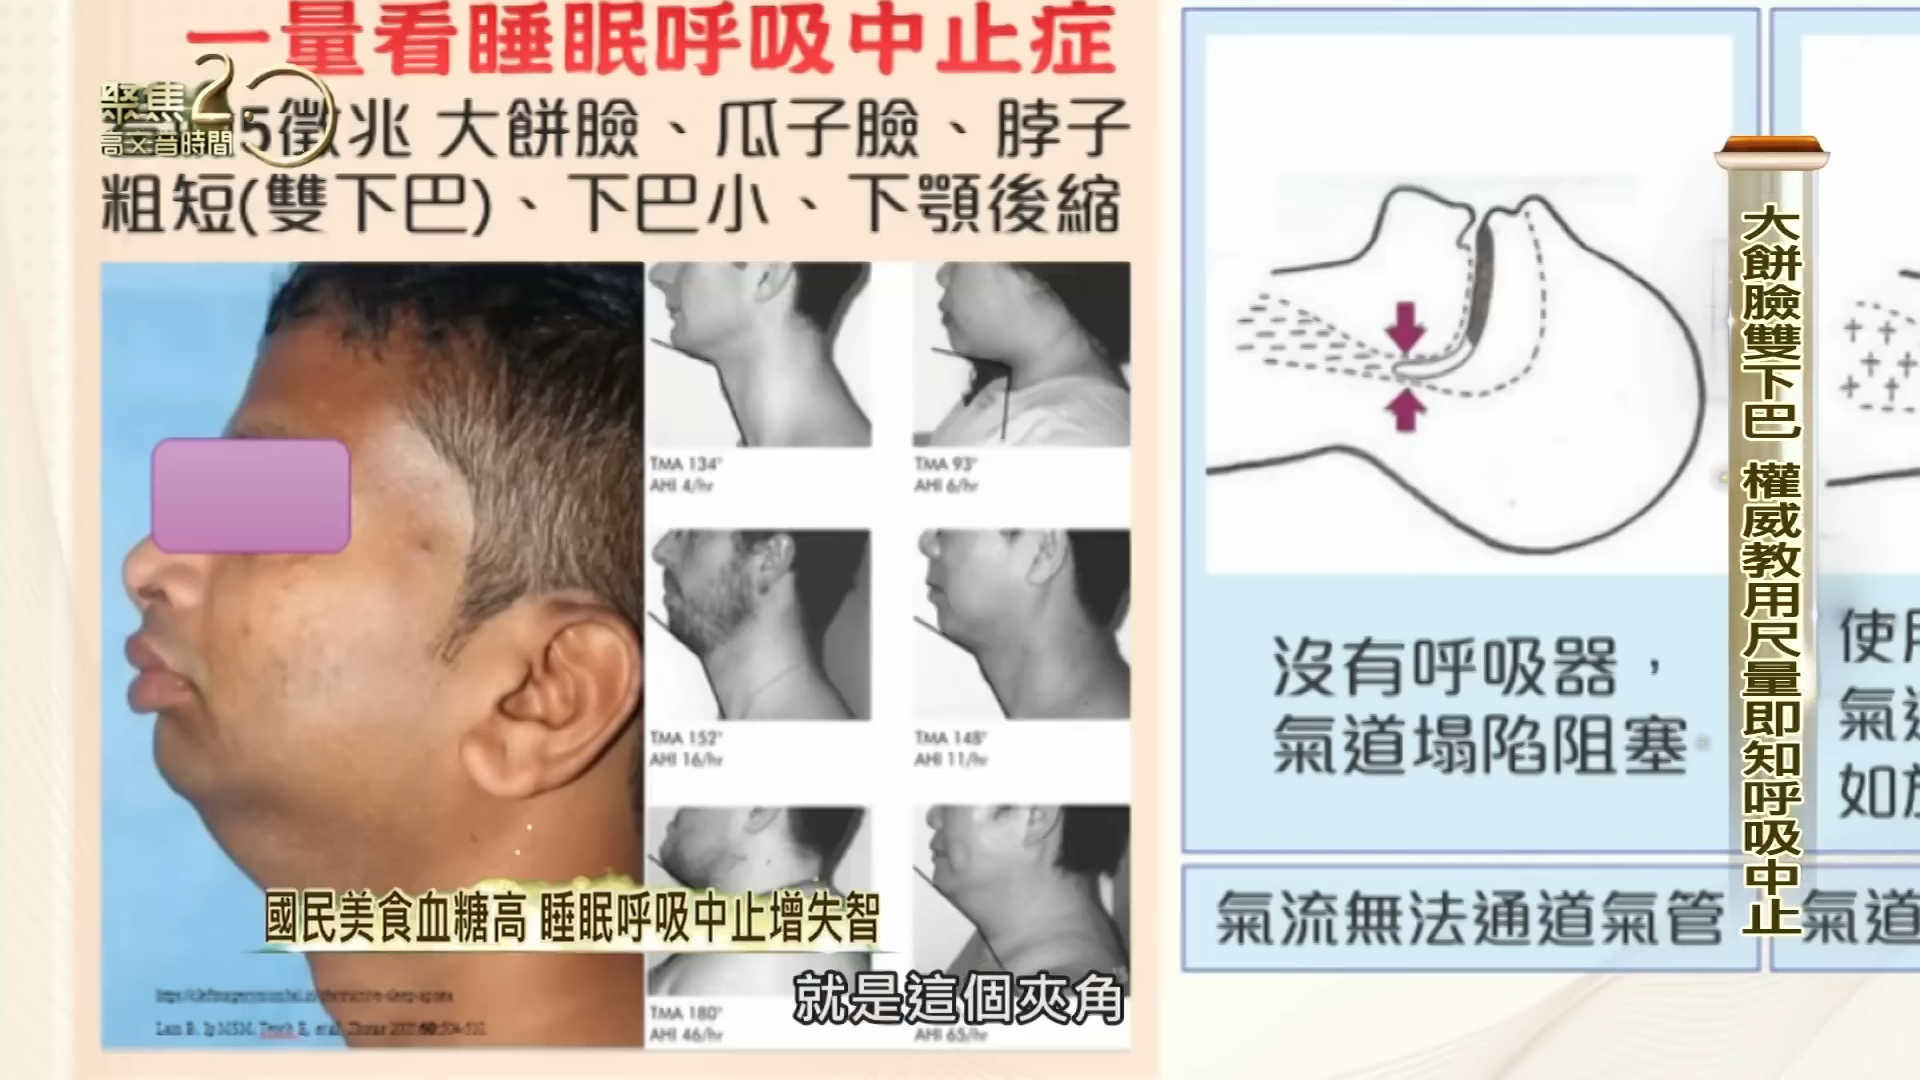 一量看睡眠呼吸中止症
聚焦2.0
高文音時間
5徵兆 大餅臉、瓜子臉、脖子
粗短(雙下巴)、下巴小、下顎後縮
TMA 134°
AHI 4/hr
TMA 93°
AHI 6/hr
TMA 152°
AHI 16/hr
TMA 148°
AHI 11/hr
TMA 180°
AHI 46/hr
AHI 65/hr
沒有呼吸器，
氣道塌陷阻塞。
氣流無法通道氣管
使用
氣道
氣道
大餅臉雙下巴 權威教用尺量即知呼吸中止
國民美食血糖高 睡眠呼吸中止增失智
就是這個夾角